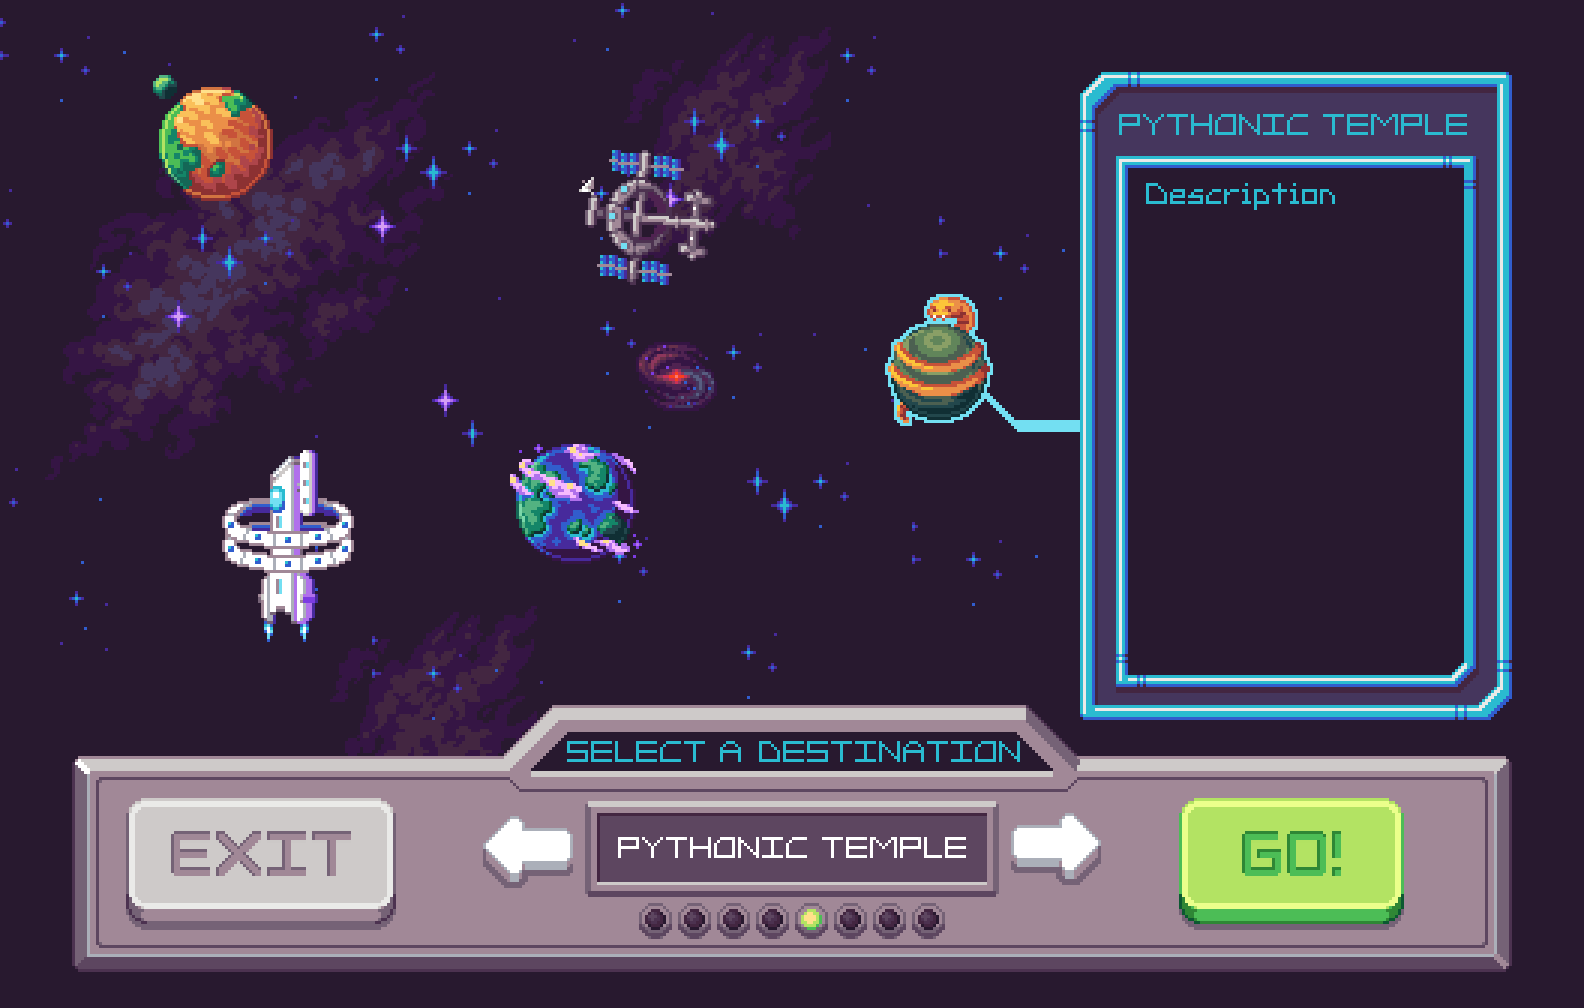 PYTHONIC TEMPLE
Description
SELECT A DESTINATION
EXIT
PYTHONIC TEMPLE
GO!